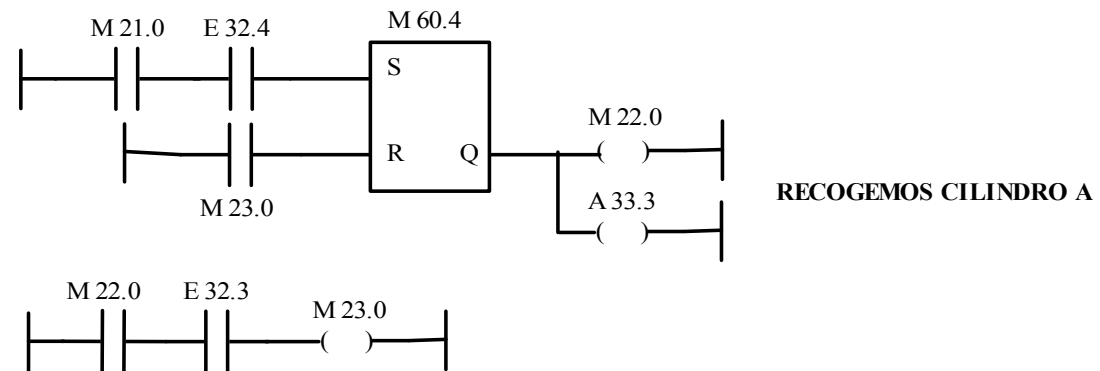 M 60.4
M 21.0 E 32.4
S
M 22.0
R Q
A 33.3
RECOGEMOS CILINDRO A
M 23.0
M 22.0 E 32.3
M 23.0